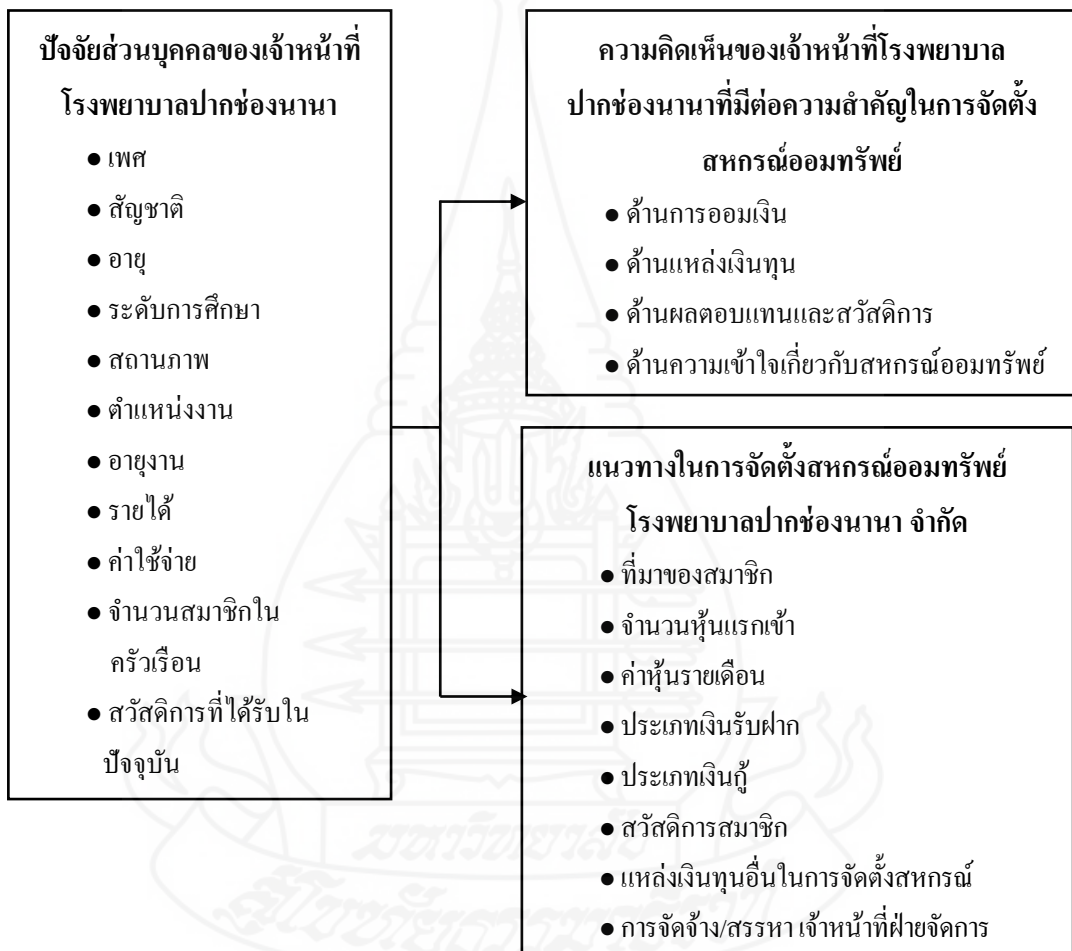 ปัจจัยส่วนบุคคลของเจ้าหน้าที่
โรงพยาบาลปากช่องนานา
● เพศ
● สัญชาติ
● อายุ
● ระดับการศึกษา
● สถานภาพ
● ตำแหน่งงาน
● อายุงาน
● รายได้
● ค่าใช้จ่าย
● จำนวนสมาชิกใน
ครัวเรือน
● สวัสดิการที่ได้รับใน
ปัจจุบัน
ความคิดเห็นของเจ้าหน้าที่โรงพยาบาล
ปากช่องนานาที่มีต่อความสำคัญในการจัดตั้ง
สหกรณ์ออมทรัพย์
● ด้านการออมเงิน
● ด้านแหล่งเงินทุน
● ด้านผลตอบแทนและสวัสดิการ
● ด้านความเข้าใจเกี่ยวกับสหกรณ์ออมทรัพย์
แนวทางในการจัดตั้งสหกรณ์ออมทรัพย์
โรงพยาบาลปากช่องนานา จำกัด
● ที่มาของสมาชิก
● จำนวนหุ้นแรกเข้า
● ค่าหุ้นรายเดือน
● ประเภทเงินรับฝาก
● ประเภทเงินกู้
● สวัสดิการสมาชิก
● แหล่งเงินทุนอื่นในการจัดตั้งสหกรณ์
● การจัดจ้าง/สรรหา เจ้าหน้าที่ฝ่ายจัดการ
มหาวิทยาลัย
สุโขทัยธรรมาธิราช